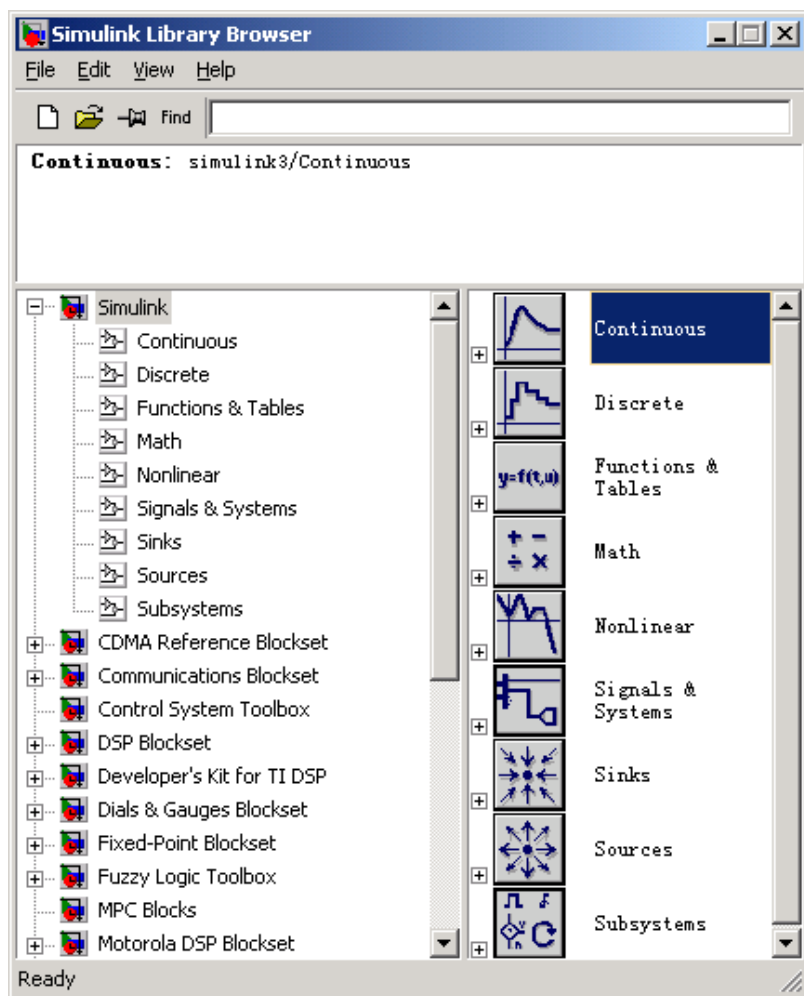 Simulink Library Browser
File Edit View Help
Find
Continuous: simulink3/Continuous
Simulink
Continuous
Discrete
Functions & Tables
Math
Nonlinear
Signals & Systems
Sinks
Sources
Subsystems
CDMA Reference Blockset
Communications Blockset
Control System Toolbox
DSP Blockset
Developer's Kit for TI DSP
Dials & Gauges Blockset
Fixed-Point Blockset
Fuzzy Logic Toolbox
MPC Blocks
Motorola DSP Blockset
Continuous
Discrete
y=f(t,u)
Functions &
Tables
+ -
÷ ×
Math
Nonlinear
Signals &
Systems
Sinks
Sources
Subsystems
Ready